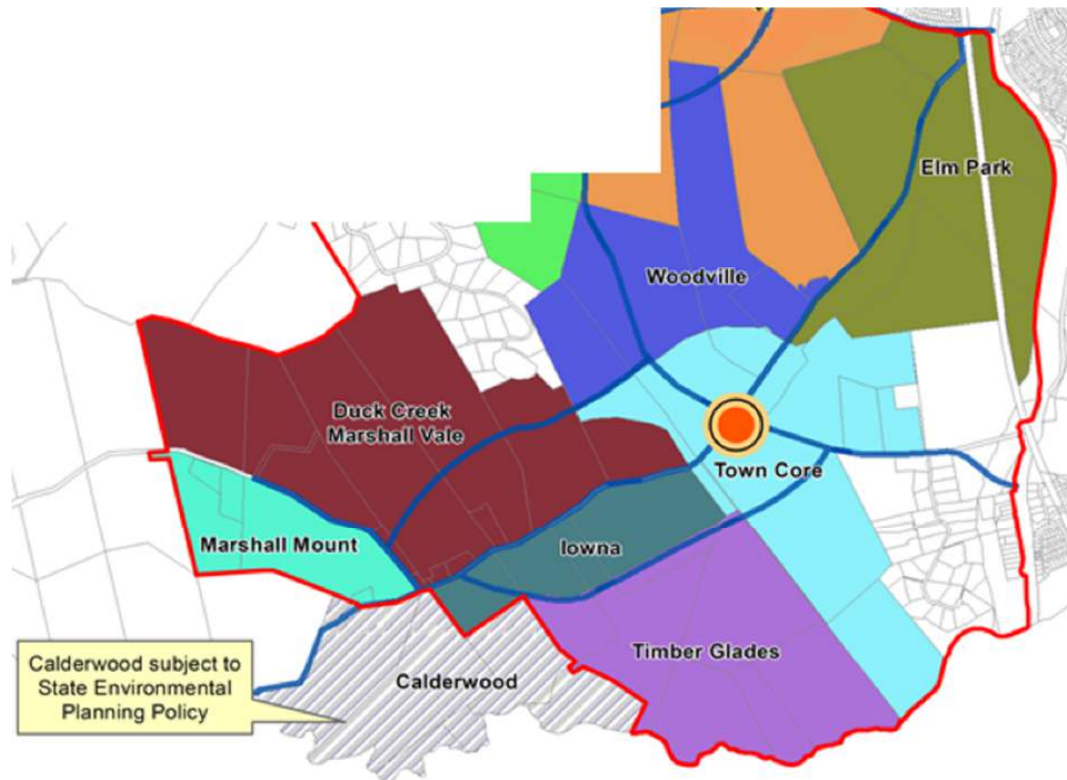 Elm Park
Woodville
Duck Creek
Marshall Vale
Town Core
Marshall Mount
Iowna
Timber Glades
Calderwood
Calderwood subject to
State Environmental
Planning Policy